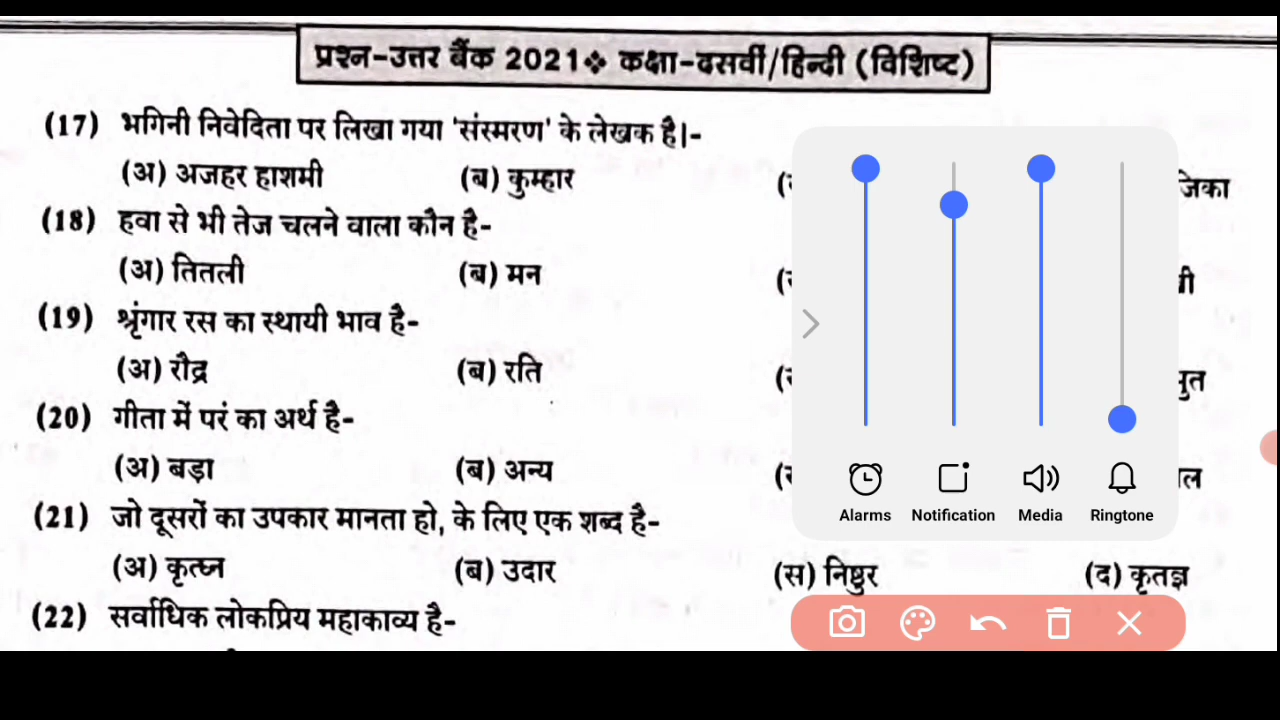 प्रश्न-उत्तर बैंक 2021❖ कक्षा-दसवीं/हिन्दी (विशिष्ट)
(17) भगिनी निवेदिता पर लिखा गया 'संस्मरण' के लेखक है।-
(अ) अजहर हाशमी (ब) कुम्हार
(18) हवा से भी तेज चलने वाला कौन है-
(अ) तितली (ब) मन
(19) श्रृंगार रस का स्थायी भाव है-
(अ) रौद्र (ब) रति
(20) गीता में परं का अर्थ है-
(अ) बड़ा (ब) अन्य
Alarms Notification Media Ringtone
(21) जो दूसरों का उपकार मानता हो, के लिए एक शब्द है-
(अ) कृतघ्न (ब) उदार (स) निष्ठुर (द) कृतज्ञ
(22) सर्वाधिक लोकप्रिय महाकाव्य है-